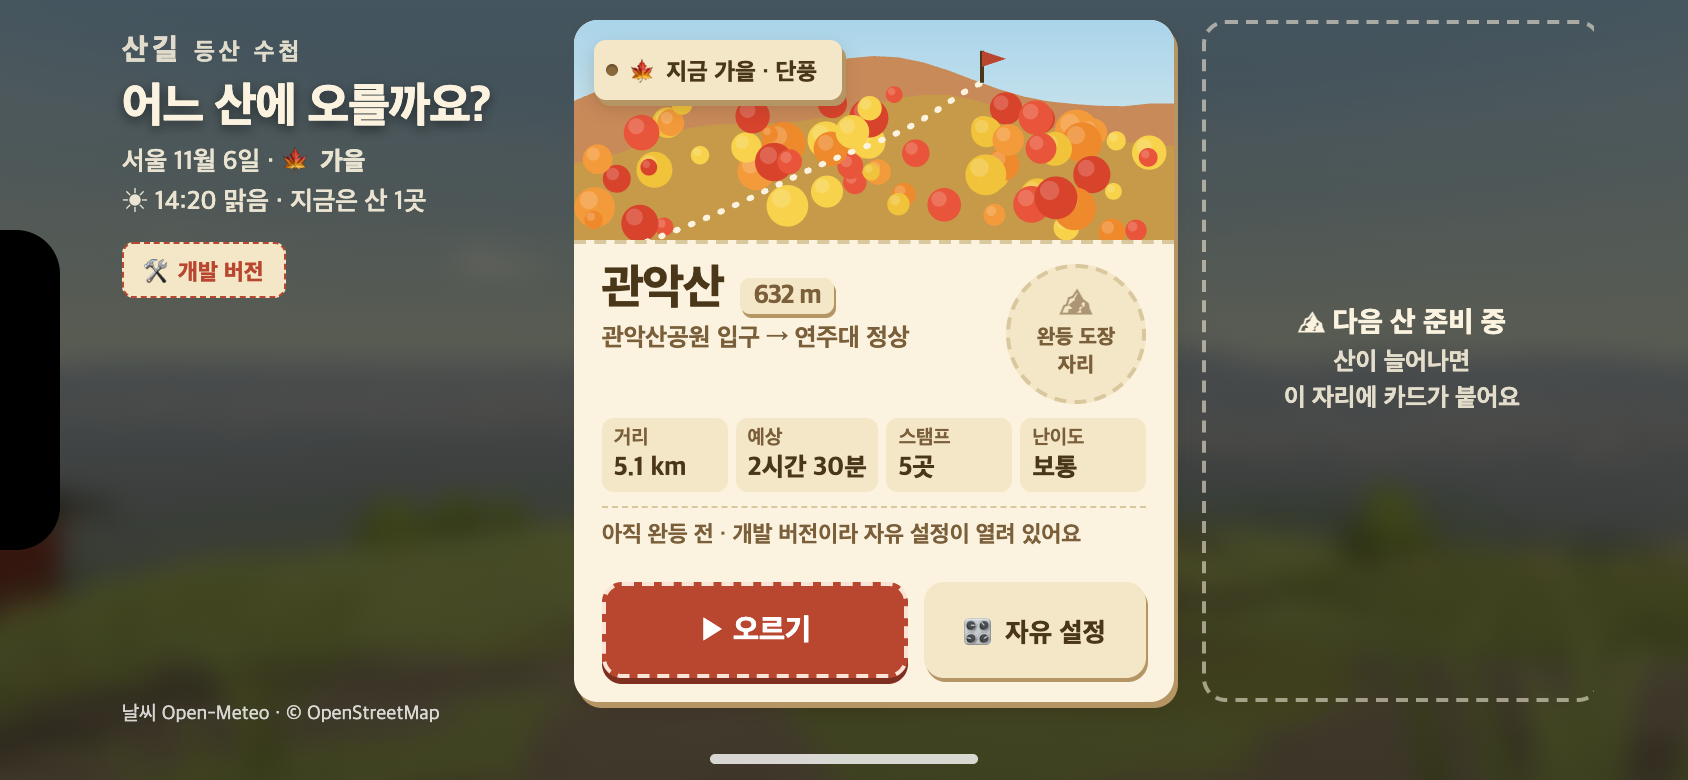 산길 등산 수첩
어느 산에 오를까요?
서울 11월 6일 · 🍁 가을
☀ 14:20 맑음 · 지금은 산 1곳
🛠 개발 버전
날씨 Open-Meteo · © OpenStreetMap
🍁 지금 가을 · 단풍
관악산 632 m
관악산공원 입구 → 연주대 정상
완등 도장
자리
거리
5.1 km
예상
2시간 30분
스탬프
5곳
난이도
보통
아직 완등 전 · 개발 버전이라 자유 설정이 열려 있어요
▶ 오르기
🎛 자유 설정
🏔 다음 산 준비 중
산이 늘어나면
이 자리에 카드가 붙어요